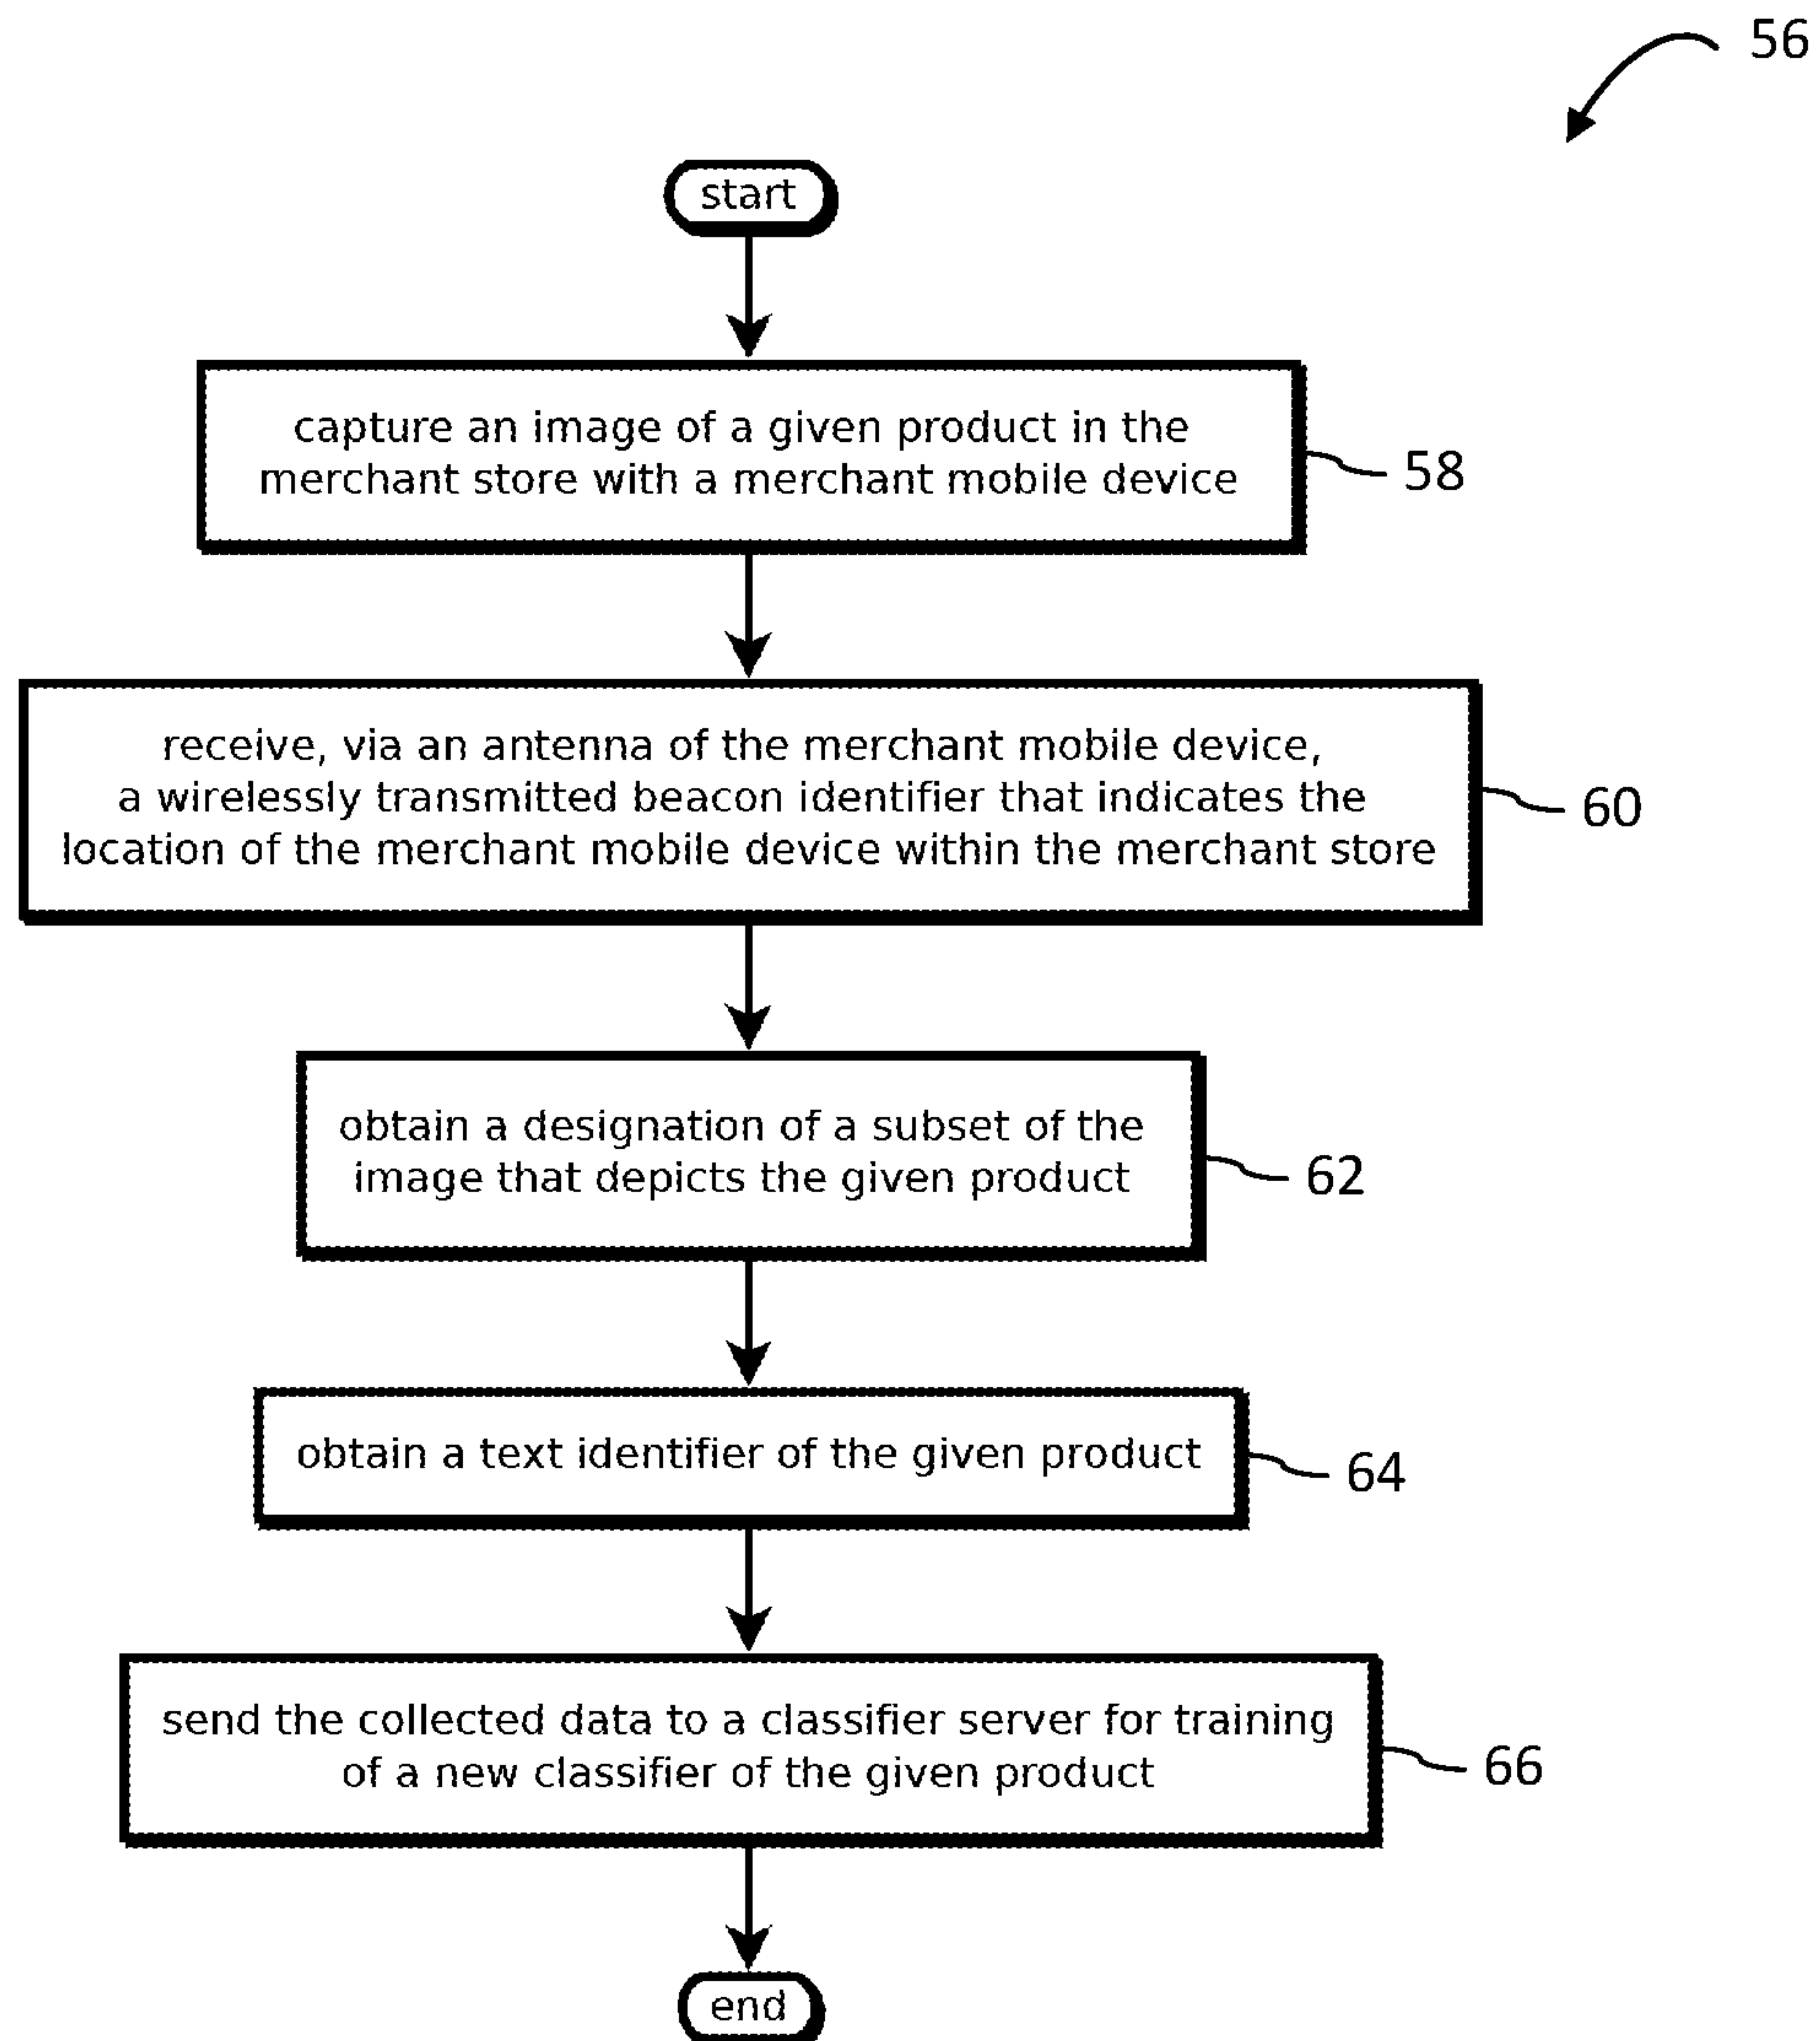 56
start
capture an image of a given product in the
merchant store with a merchant mobile device
58
receive, via an antenna of the merchant mobile device,
a wirelessly transmitted beacon identifier that indicates the
location of the merchant mobile device within the merchant store
60
obtain a designation of a subset of the
image that depicts the given product
62
obtain a text identifier of the given product
64
send the collected data to a classifier server for training
of a new classifier of the given product
66
end